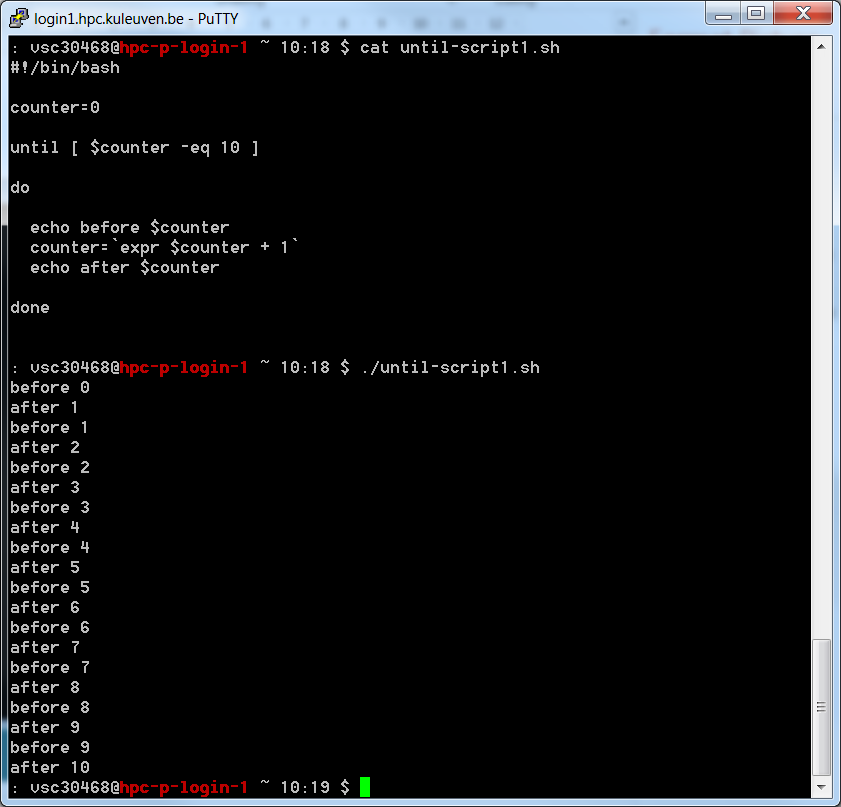 login1.hpc.kuleuven.be - PuTTY
: vsc30468@hpc-p-login-1 ~ 10:18 $ cat until-script1.sh
#!/bin/bash
counter=0
until [ $counter -eq 10 ]
do
  echo before $counter
  counter=`expr $counter + 1`
  echo after $counter
done
: vsc30468@hpc-p-login-1 ~ 10:18 $ ./until-script1.sh
before 0
after 1
before 1
after 2
before 2
after 3
before 3
after 4
before 4
after 5
before 5
after 6
before 6
after 7
before 7
after 8
before 8
after 9
before 9
after 10
: vsc30468@hpc-p-login-1 ~ 10:19 $